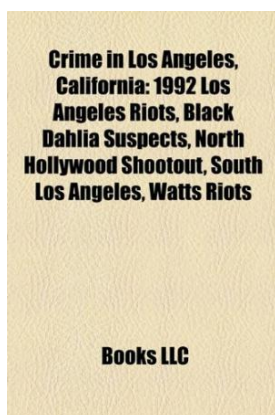 Crime in Los Angeles,
California: 1992 Los
Angeles Riots, Black
Dahlia Suspects, North
Hollywood Shootout, South
Los Angeles, Watts Riots
Books LLC